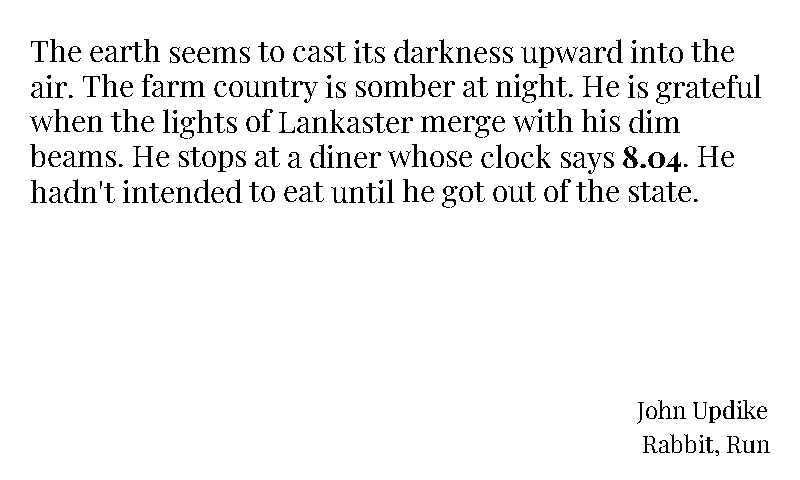 The earth seems to cast its darkness upward into the
air. The farm country is somber at night. He is grateful
when the lights of Lankaster merge with his dim
beams. He stops at a diner whose clock says 8.04. He
hadn't intended to eat until he got out of the state.
John Updike
Rabbit, Run